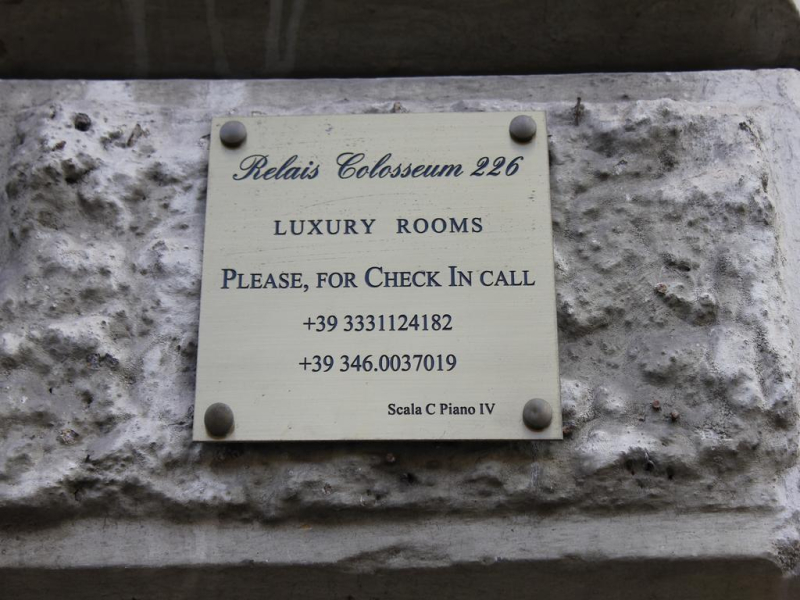 Relais Colosseum 226
LUXURY ROOMS
PLEASE, FOR CHECK IN CALL
+39 3331124182
+39 346.0037019
Scala C Piano IV